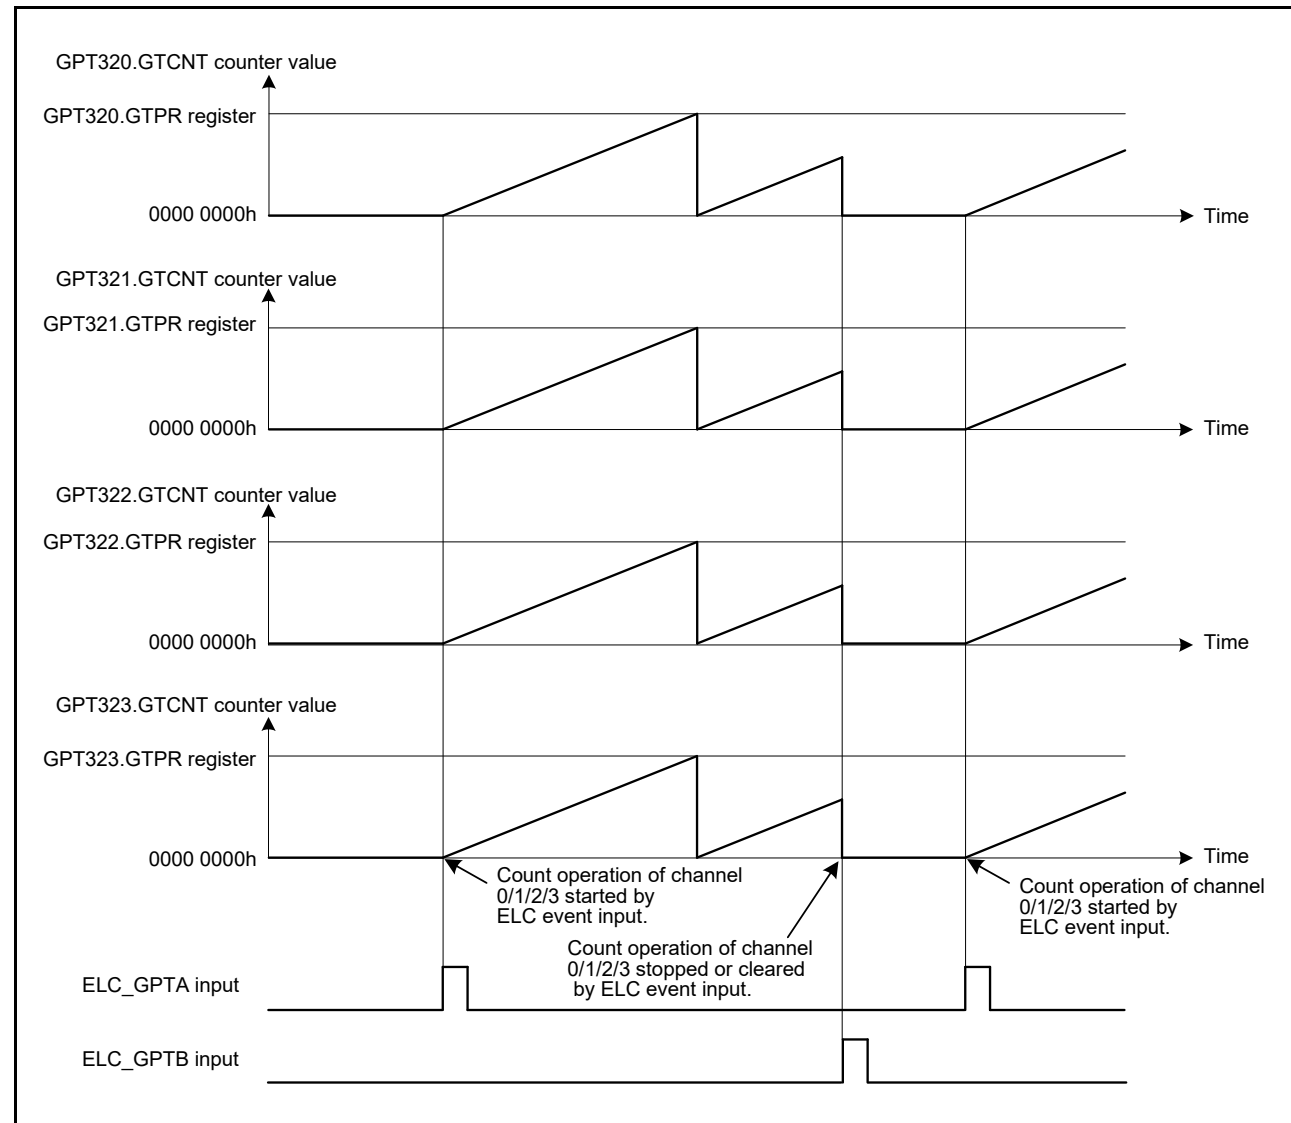 GPT320.GTCNT counter value
GPT320.GTPR register
0000 0000h
Time
GPT321.GTCNT counter value
GPT321.GTPR register
0000 0000h
Time
GPT322.GTCNT counter value
GPT322.GTPR register
0000 0000h
Time
GPT323.GTCNT counter value
GPT323.GTPR register
0000 0000h
Time
Count operation of channel
0/1/2/3 started by
ELC event input.
Count operation of channel
0/1/2/3 stopped or cleared
by ELC event input.
Count operation of channel
0/1/2/3 started by
ELC event input.
ELC_GPTA input
ELC_GPTB input